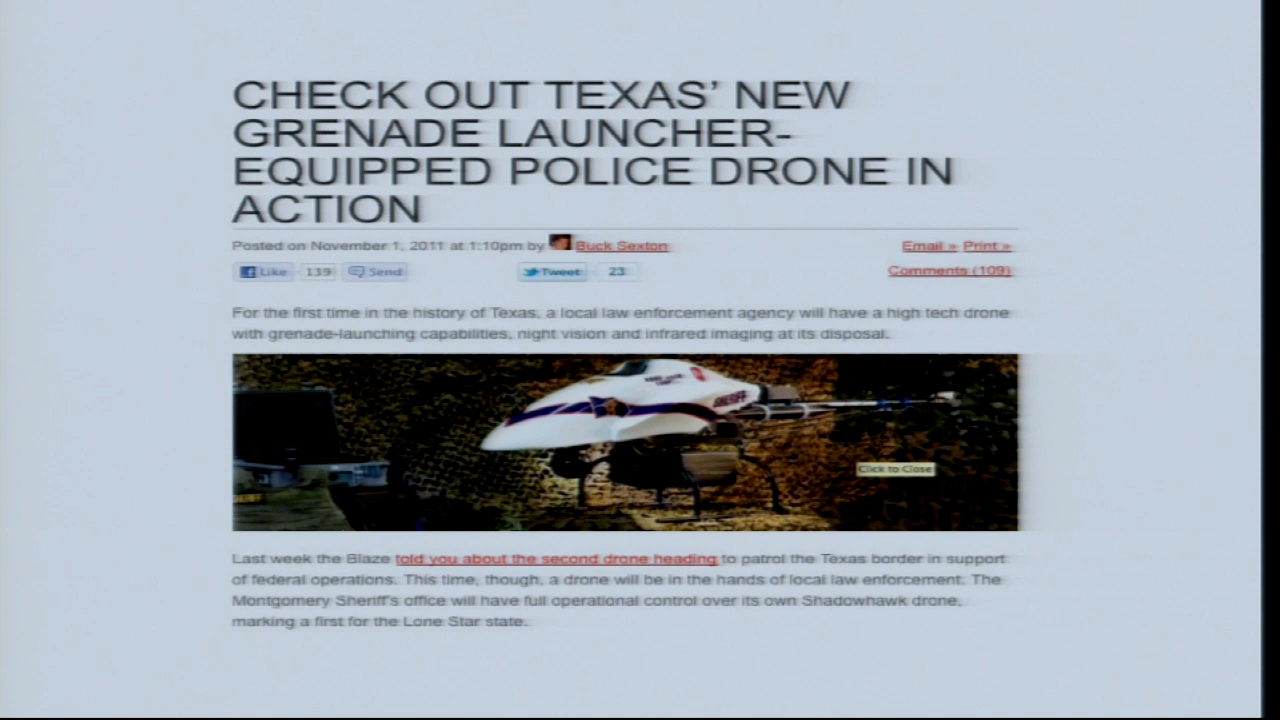 CHECK OUT TEXAS’ NEW
GRENADE LAUNCHER-
EQUIPPED POLICE DRONE IN
ACTION
Posted on November 1, 2011 at 1:10pm by Buck Sexton
Email » Print »
Like 139 Send Tweet 23
Comments (109)
For the first time in the history of Texas, a local law enforcement agency will have a high tech drone
with grenade-launching capabilities, night vision and infrared imaging at its disposal.
SHERIFF
Click to Close
Last week the Blaze told you about the second drone heading to patrol the Texas border in support
of federal operations. This time, though, a drone will be in the hands of local law enforcement. The
Montgomery Sheriff's office will have full operational control over its own Shadowhawk drone,
marking a first for the Lone Star state.